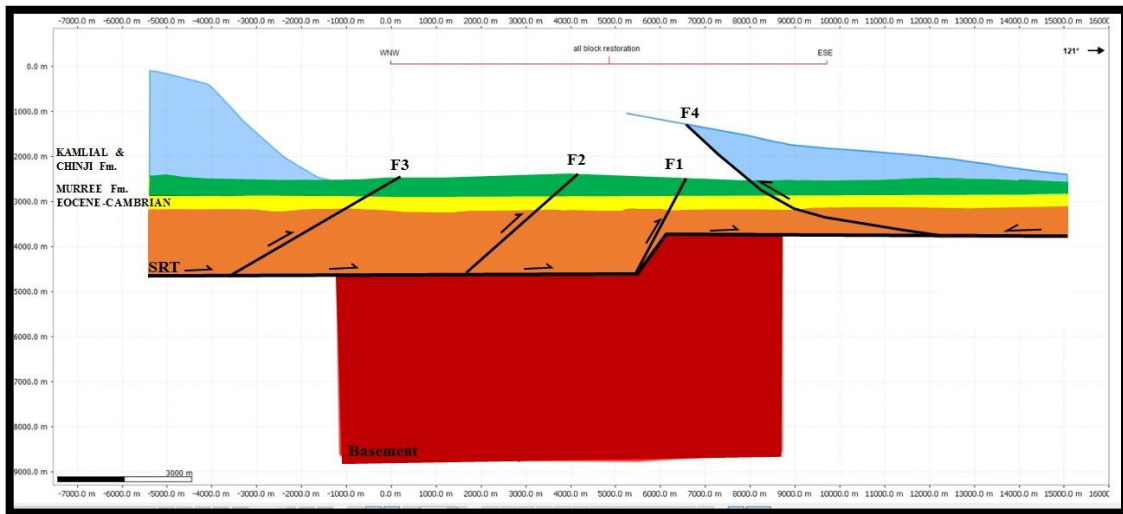 -7000.0 m -6000.0 m -5000.0 m -4000.0 m -3000.0 m -2000.0 m -1000.0 m 0.0 m 1000.0 m 2000.0 m 3000.0 m 4000.0 m 5000.0 m 6000.0 m 7000.0 m 8000.0 m 9000.0 m 10000.0 m 11000.0 m 12000.0 m 13000.0 m 14000.0 m 15000.0 m 16000
all block restoration
WNW ESE
121°
0.0 m
1000.0 m
F4
2000.0 m
KAMLIAL &
CHINJI Fm.
F3 F2 F1
MURREE Fm.
3000.0 m
EOCENE-CAMBRIAN
4000.0 m
SRT
5000.0 m
6000.0 m
7000.0 m
8000.0 m
Basement
9000.0 m
3000 m
-7000.0 m -6000.0 m -5000.0 m -4000.0 m -3000.0 m -2000.0 m -1000.0 m 0.0 m 1000.0 m 2000.0 m 3000.0 m 4000.0 m 5000.0 m 6000.0 m 7000.0 m 8000.0 m 9000.0 m 10000.0 m 11000.0 m 12000.0 m 13000.0 m 14000.0 m 15000.0 m 1600